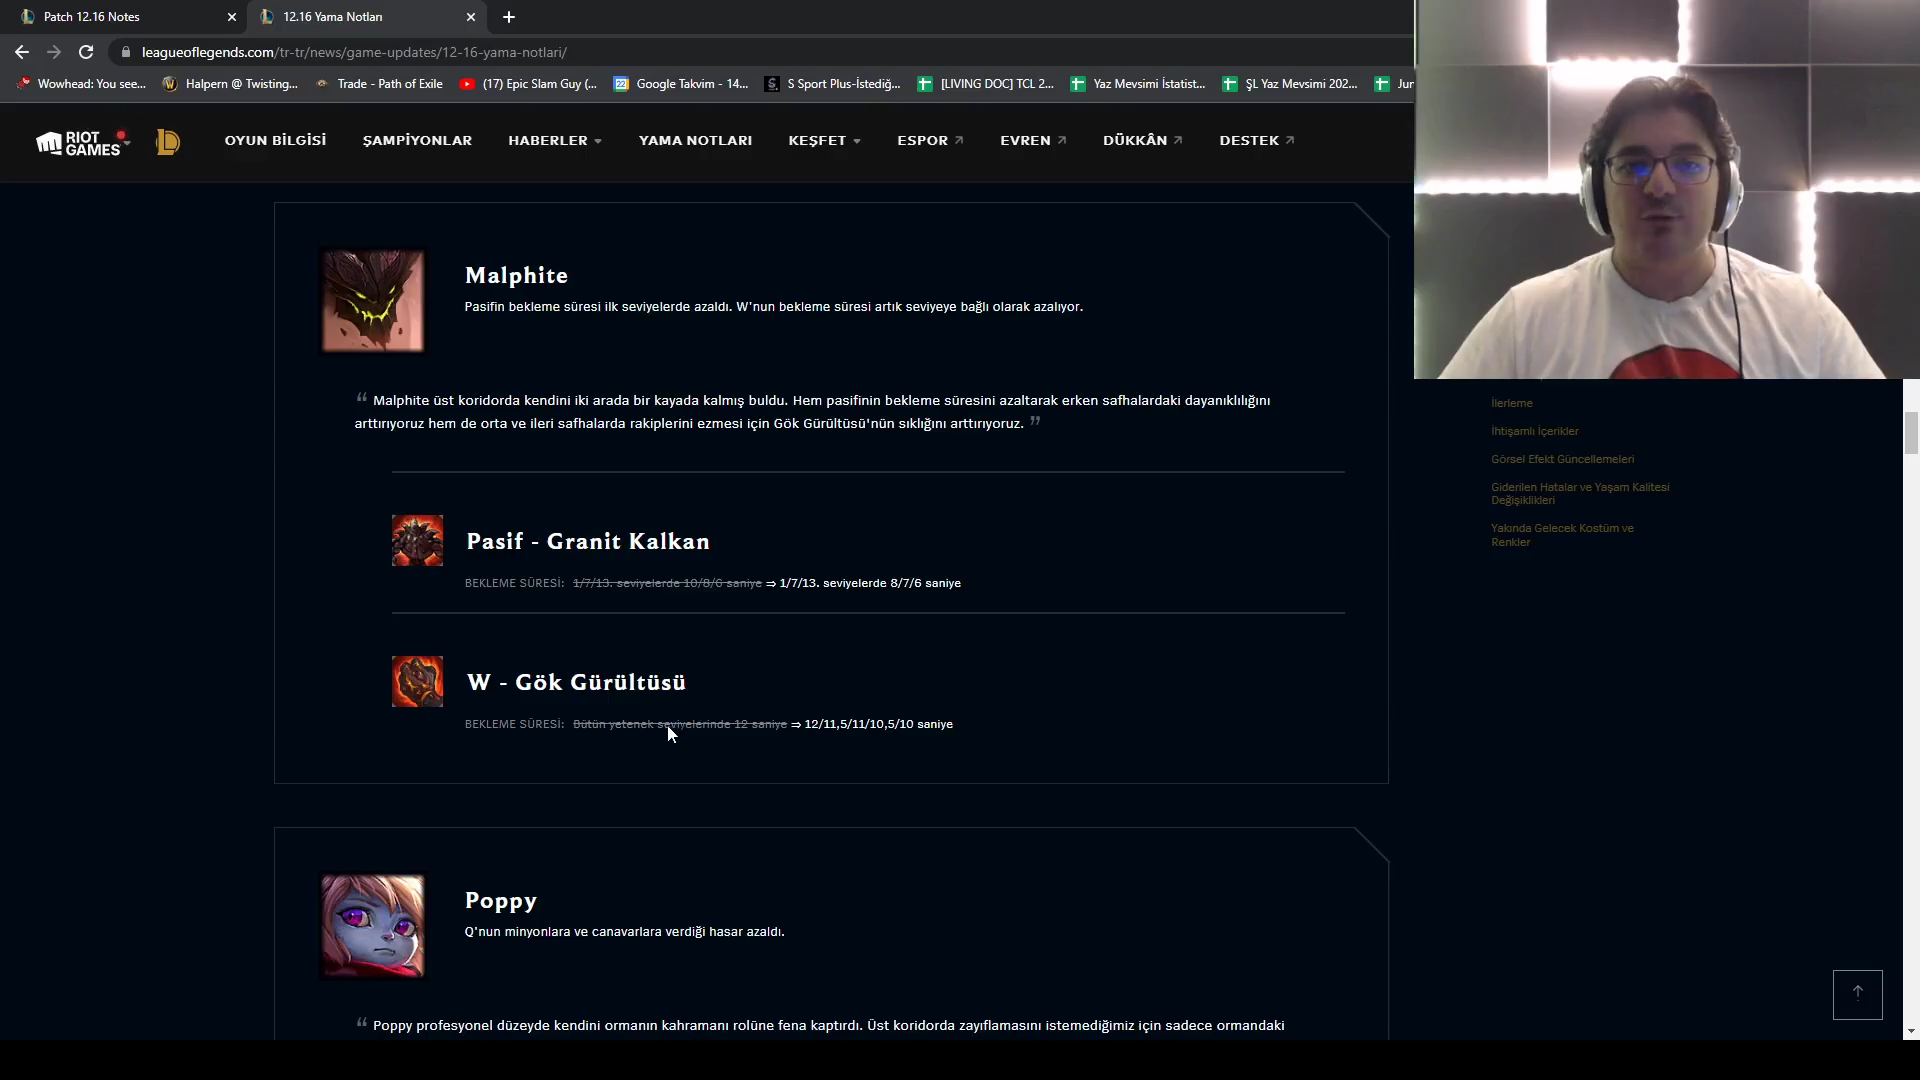 Patch 12.16 Notes
12.16 Yama Notları
leagueoflegends.com/tr-tr/news/game-updates/12-16-yama-notlari/
Wowhead: You see...
Halpern @ Twisting...
Trade - Path of Exile
(17) Epic Slam Guy (...
Google Takvim - 14...
S Sport Plus-İstediğ...
[LIVING DOC] TCL 2...
Yaz Mevsimi İstatist...
ŞL Yaz Mevsimi 202...
Jur
RIOT GAMES
OYUN BİLGİSİ
ŞAMPİYONLAR
HABERLER
YAMA NOTLARI
KEŞFET
ESPOR
EVREN
DÜKKÂN
DESTEK
Malphite
Pasifin bekleme süresi ilk seviyelerde azaldı. W'nun bekleme süresi artık seviyeye bağlı olarak azalıyor.
“ Malphite üst koridorda kendini iki arada bir kayada kalmış buldu. Hem pasifinin bekleme süresini azaltarak erken safhalardaki dayanıklılığını
arttırıyoruz hem de orta ve ileri safhalarda rakiplerini ezmesi için Gök Gürültüsü'nün sıklığını arttırıyoruz. ”
Pasif - Granit Kalkan
BEKLEME SÜRESİ: 1/7/13. seviyelerde 10/8/6 saniye ⇒ 1/7/13. seviyelerde 8/7/6 saniye
W - Gök Gürültüsü
BEKLEME SÜRESİ: Bütün yetenek seviyelerinde 12 saniye ⇒ 12/11,5/11/10,5/10 saniye
Poppy
Q'nun minyonlara ve canavarlara verdiği hasar azaldı.
“ Poppy profesyonel düzeyde kendini ormanın kahramanı rolüne fena kaptırdı. Üst koridorda zayıflamasını istemediğimiz için sadece ormandaki
İlerleme
İhtişamlı İçerikler
Görsel Efekt Güncellemeleri
Giderilen Hatalar ve Yaşam Kalitesi
Değişiklikleri
Yakında Gelecek Kostüm ve
Renkler